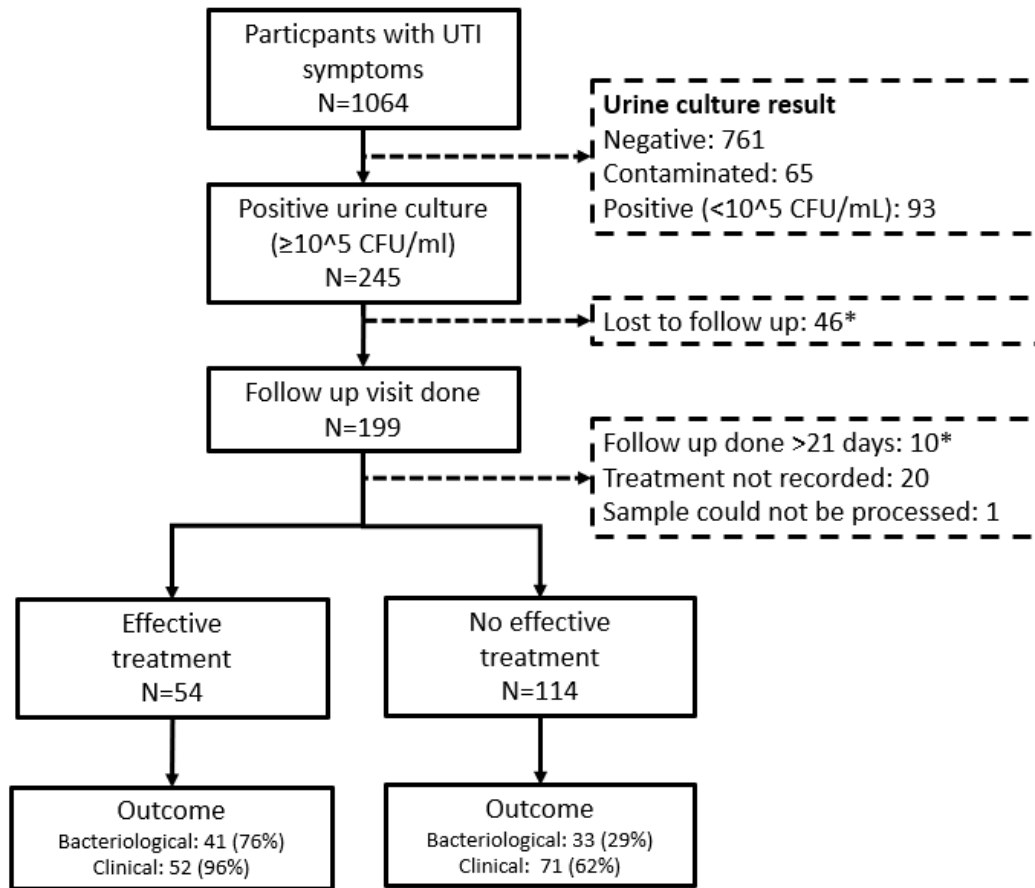 Particpants with UTI
symptoms
N=1064
Urine culture result
Negative: 761
Contaminated: 65
Positive (<10^5 CFU/mL): 93
Positive urine culture
(≥10^5 CFU/ml)
N=245
Lost to follow up: 46*
Follow up visit done
N=199
Follow up done >21 days: 10*
Treatment not recorded: 20
Sample could not be processed: 1
Effective
treatment
N=54
No effective
treatment
N=114
Outcome
Bacteriological: 41 (76%)
Clinical: 52 (96%)
Outcome
Bacteriological: 33 (29%)
Clinical: 71 (62%)